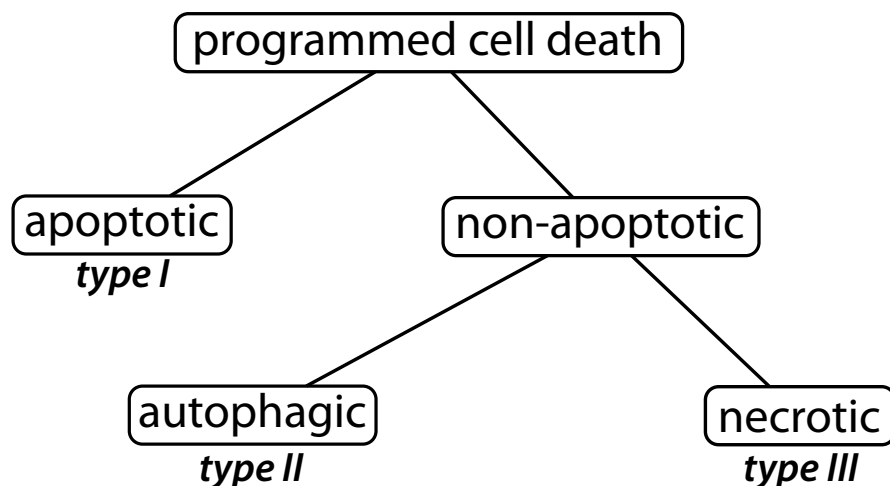 programmed cell death
apoptotic
type I
non-apoptotic
autophagic
type II
necrotic
type III